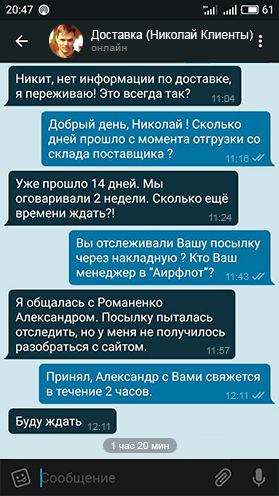 20:47
61
Доставка (Николай Клиенты)
онлайн
Никит, нет информации по доставке,
я переживаю! Это всегда так?
11:04
Добрый день, Николай ! Сколько
дней прошло с момента отгрузки со
склада поставщика ?
11:16
Уже прошло 14 дней. Мы
оговаривали 2 недели. Сколько ещё
времени ждать?!
11:24
Вы отслеживали Вашу посылку
через накладную ? Кто Ваш
менеджер в "Аирфлот"?
11:43
Я общалась с Романенко
Александром. Посылку пыталась
отследить, но у меня не получилось
разобраться с сайтом.
11:57
Принял, Александр с Вами свяжется
в течение 2 часов.
12:11
Буду ждать
12:11
1 час 20 мин
Сообщение